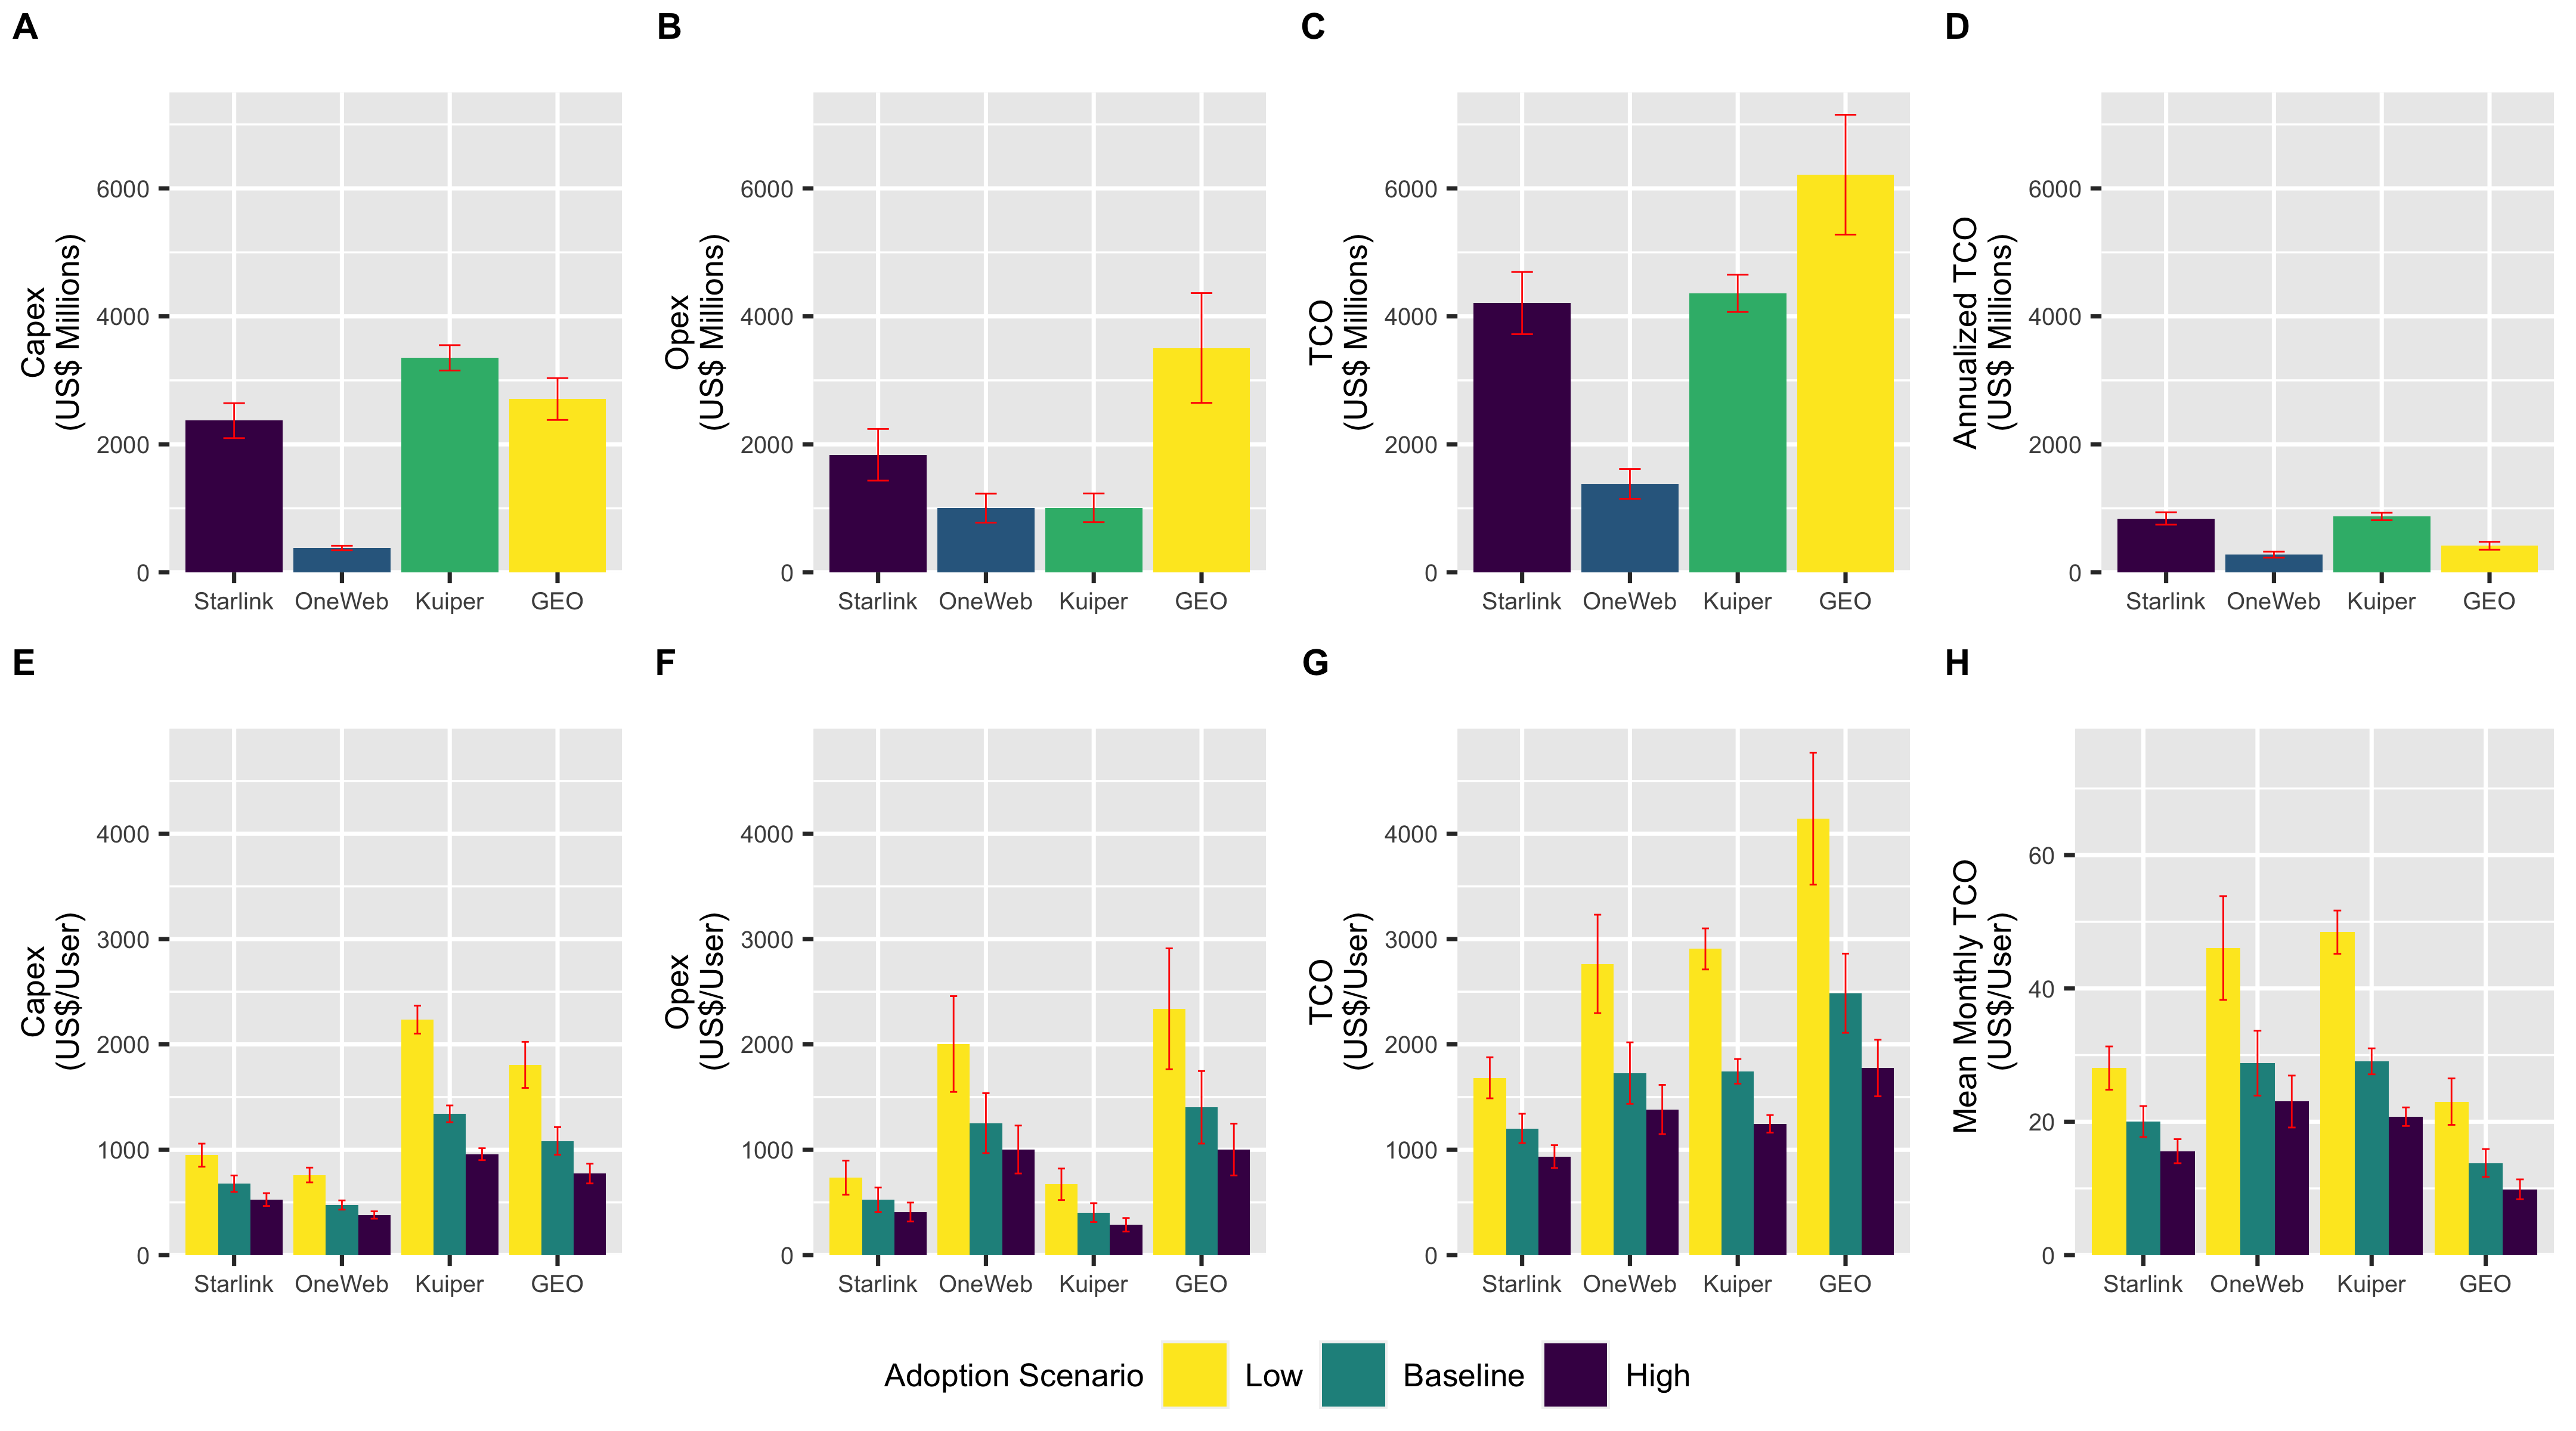 A
Capex
(US$ Millions)
6000
4000
2000
0
Starlink OneWeb Kuiper GEO
B
Opex
(US$ Millions)
6000
4000
2000
0
Starlink OneWeb Kuiper GEO
C
TCO
(US$ Millions)
6000
4000
2000
0
Starlink OneWeb Kuiper GEO
D
Annualized TCO
(US$ Millions)
6000
4000
2000
0
Starlink OneWeb Kuiper GEO
E
Capex
(US$/User)
4000
3000
2000
1000
0
Starlink OneWeb Kuiper GEO
F
Opex
(US$/User)
4000
3000
2000
1000
0
Starlink OneWeb Kuiper GEO
G
TCO
(US$/User)
4000
3000
2000
1000
0
Starlink OneWeb Kuiper GEO
H
Mean Monthly TCO
(US$/User)
60
40
20
0
Starlink OneWeb Kuiper GEO
Adoption Scenario Low Baseline High